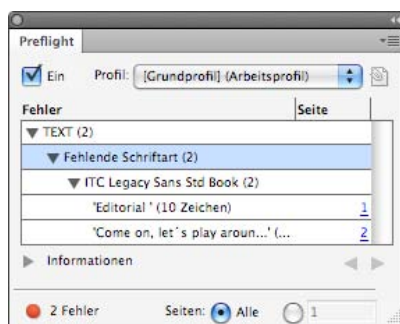 Preflight
Ein Profil: [Grundprofil] (Arbeitsprofil)
Fehler Seite
TEXT (2)
Fehlende Schriftart (2)
ITC Legacy Sans Std Book (2)
'Editorial ' (10 Zeichen) 1
'Come on, let´s play aroun...' (... 2
Informationen
2 Fehler Seiten: Alle 1